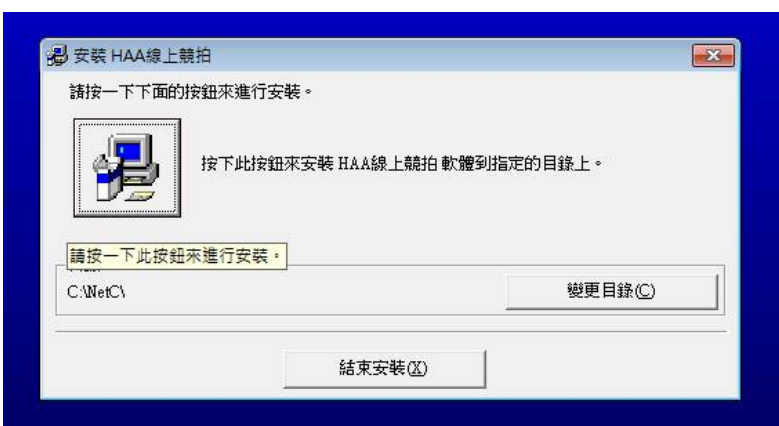 安裝 HAA線上競拍
請按一下下面的按鈕來進行安裝。
按下此按鈕來安裝 HAA線上競拍 軟體到指定的目錄上。
請按一下此按鈕來進行安裝。
C:\NetC\
變更目錄(C)
結束安裝(X)